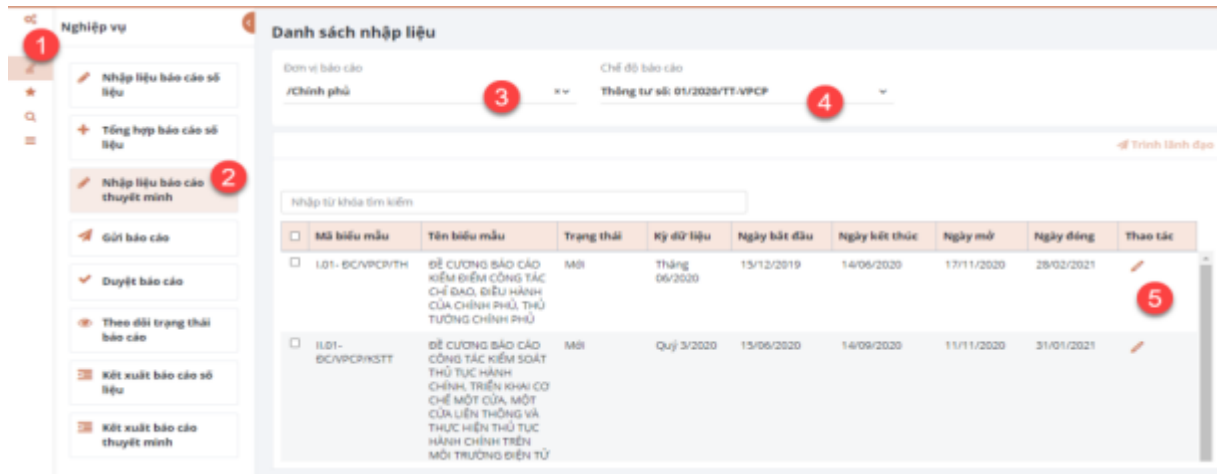 Nghiệp vụ
Nhập liệu báo cáo số
liệu
Tổng hợp báo cáo số
liệu
Nhập liệu báo cáo
thuyết minh
Gửi báo cáo
Duyệt báo cáo
Theo dõi trạng thái
báo cáo
Kết xuất báo cáo số
liệu
Kết xuất báo cáo
thuyết minh
1
2
Danh sách nhập liệu
Đơn vị báo cáo
Chế độ báo cáo
/Chính phủ
3
Thông tư số: 01/2020/TT-VPCP
4
Trình lãnh đạo
Nhập từ khóa tìm kiếm
Mã biểu mẫu Tên biểu mẫu Trạng thái Kỳ dữ liệu Ngày bắt đầu Ngày kết thúc Ngày mở Ngày đóng Thao tác
I.01- ĐC/VPCP/TH
ĐỀ CƯƠNG BÁO CÁO
KIỂM ĐIỂM CÔNG TÁC
CHỈ ĐẠO, ĐIỀU HÀNH
CỦA CHÍNH PHỦ, THỦ
TƯỚNG CHÍNH PHỦ
Mới
Tháng
06/2020
15/12/2019
14/06/2020
17/11/2020
28/02/2021
5
II.01-
ĐC/VPCP/KSTT
ĐỀ CƯƠNG BÁO CÁO
CÔNG TÁC KIỂM SOÁT
THỦ TỤC HÀNH
CHÍNH, TRIỂN KHAI CƠ
CHẾ MỘT CỬA, MỘT
CỬA LIÊN THÔNG VÀ
THỰC HIỆN THỦ TỤC
HÀNH CHÍNH TRÊN
MÔI TRƯỜNG ĐIỆN TỬ
Mới
Quý 3/2020
15/06/2020
14/09/2020
11/11/2020
31/01/2021